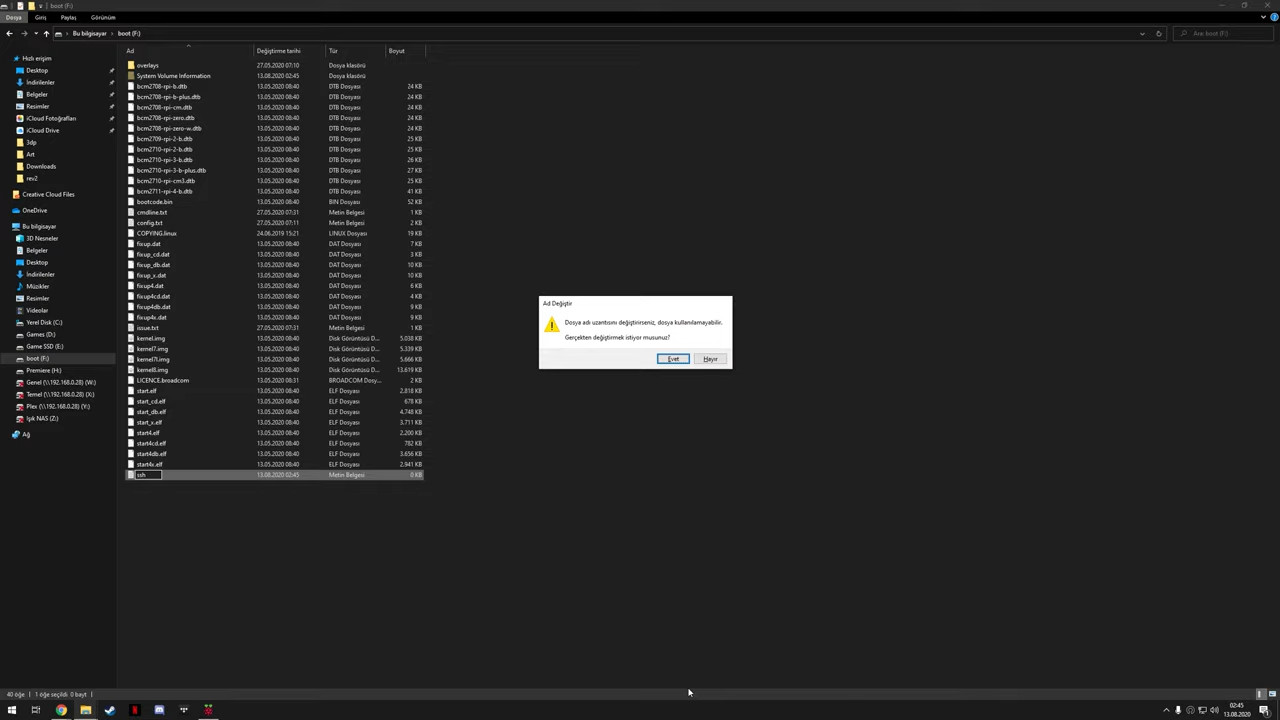 boot (F:)
Dosya Giriş Paylaş Görünüm
Bu bilgisayar boot (F:)
Ara: boot (F:)
Ad Değiştirme tarihi Tür Boyut
Hızlı erişim
Desktop
İndirilenler
Belgeler
Resimler
iCloud Fotoğrafları
iCloud Drive
3dp
Art
Downloads
rev2
Creative Cloud Files
OneDrive
Bu bilgisayar
3D Nesneler
Belgeler
Desktop
İndirilenler
Müzikler
Resimler
Videolar
Yerel Disk (C:)
Games (D:)
Game SSD (E:)
boot (F:)
Premiere (H:)
Genel (\\192.168.0.28) (W:)
Temel (\\192.168.0.28) (X:)
Plex (\\192.168.0.28) (Y:)
Işık NAS (Z:)
Ağ
overlays 27.05.2020 07:10 Dosya klasörü
System Volume Information 13.08.2020 02:45 Dosya klasörü
bcm2708-rpi-b.dtb 13.05.2020 08:40 DTB Dosyası 24 KB
bcm2708-rpi-b-plus.dtb 13.05.2020 08:40 DTB Dosyası 24 KB
bcm2708-rpi-cm.dtb 13.05.2020 08:40 DTB Dosyası 24 KB
bcm2708-rpi-zero.dtb 13.05.2020 08:40 DTB Dosyası 24 KB
bcm2708-rpi-zero-w.dtb 13.05.2020 08:40 DTB Dosyası 24 KB
bcm2709-rpi-2-b.dtb 13.05.2020 08:40 DTB Dosyası 25 KB
bcm2710-rpi-2-b.dtb 13.05.2020 08:40 DTB Dosyası 25 KB
bcm2710-rpi-3-b.dtb 13.05.2020 08:40 DTB Dosyası 26 KB
bcm2710-rpi-3-b-plus.dtb 13.05.2020 08:40 DTB Dosyası 27 KB
bcm2710-rpi-cm3.dtb 13.05.2020 08:40 DTB Dosyası 25 KB
bcm2711-rpi-4-b.dtb 13.05.2020 08:40 DTB Dosyası 41 KB
bootcode.bin 13.05.2020 08:40 BIN Dosyası 52 KB
cmdline.txt 27.05.2020 07:31 Metin Belgesi 1 KB
config.txt 27.05.2020 07:11 Metin Belgesi 2 KB
COPYING.linux 24.06.2019 15:21 LINUX Dosyası 19 KB
fixup.dat 13.05.2020 08:40 DAT Dosyası 7 KB
fixup_cd.dat 13.05.2020 08:40 DAT Dosyası 3 KB
fixup_db.dat 13.05.2020 08:40 DAT Dosyası 10 KB
fixup_x.dat 13.05.2020 08:40 DAT Dosyası 10 KB
fixup4.dat 13.05.2020 08:40 DAT Dosyası 6 KB
fixup4cd.dat 13.05.2020 08:40 DAT Dosyası 4 KB
fixup4db.dat 13.05.2020 08:40 DAT Dosyası 9 KB
fixup4x.dat 13.05.2020 08:40 DAT Dosyası 9 KB
issue.txt 27.05.2020 07:31 Metin Belgesi 1 KB
kernel.img 13.05.2020 08:40 Disk Görüntüsü D... 5.038 KB
kernel7.img 13.05.2020 08:40 Disk Görüntüsü D... 5.339 KB
kernel7l.img 13.05.2020 08:40 Disk Görüntüsü D... 5.666 KB
kernel8.img 13.05.2020 08:40 Disk Görüntüsü D... 13.619 KB
LICENCE.broadcom 13.05.2020 08:31 BROADCOM Dosy... 2 KB
start.elf 13.05.2020 08:40 ELF Dosyası 2.818 KB
start_cd.elf 13.05.2020 08:40 ELF Dosyası 678 KB
start_db.elf 13.05.2020 08:40 ELF Dosyası 4.748 KB
start_x.elf 13.05.2020 08:40 ELF Dosyası 3.711 KB
start4.elf 13.05.2020 08:40 ELF Dosyası 2.200 KB
start4cd.elf 13.05.2020 08:40 ELF Dosyası 782 KB
start4db.elf 13.05.2020 08:40 ELF Dosyası 3.656 KB
start4x.elf 13.05.2020 08:40 ELF Dosyası 2.941 KB
ssh 13.08.2020 02:45 Metin Belgesi 0 KB
Ad Değiştir
Dosya adı uzantısını değiştirirseniz, dosya kullanılamayabilir.
Gerçekten değiştirmek istiyor musunuz?
Evet Hayır
40 öğe 1 öğe seçildi 0 bayt
02:45
13.08.2020